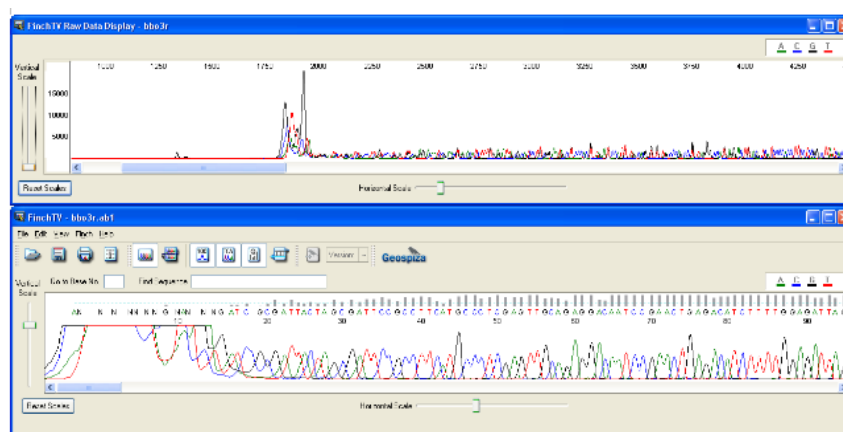 FinchTV Raw Data Display - bbo3r
A C G T
Vertical
Scale
1000 1250 1500 1750 2000 2250 2500 2750 3000 3250 3500 3750 4000 4250
15000
10000
5000
Reset Scales Horizontal Scale
FinchTV - bbo3r.ab1
File Edit View Finch Help
Version: Geospiza
Vertical
Scale
Go to Base No. Find Sequence
A C G T
10 20 30 40 50 60 70 80 90
Reset Scales Horizontal Scale